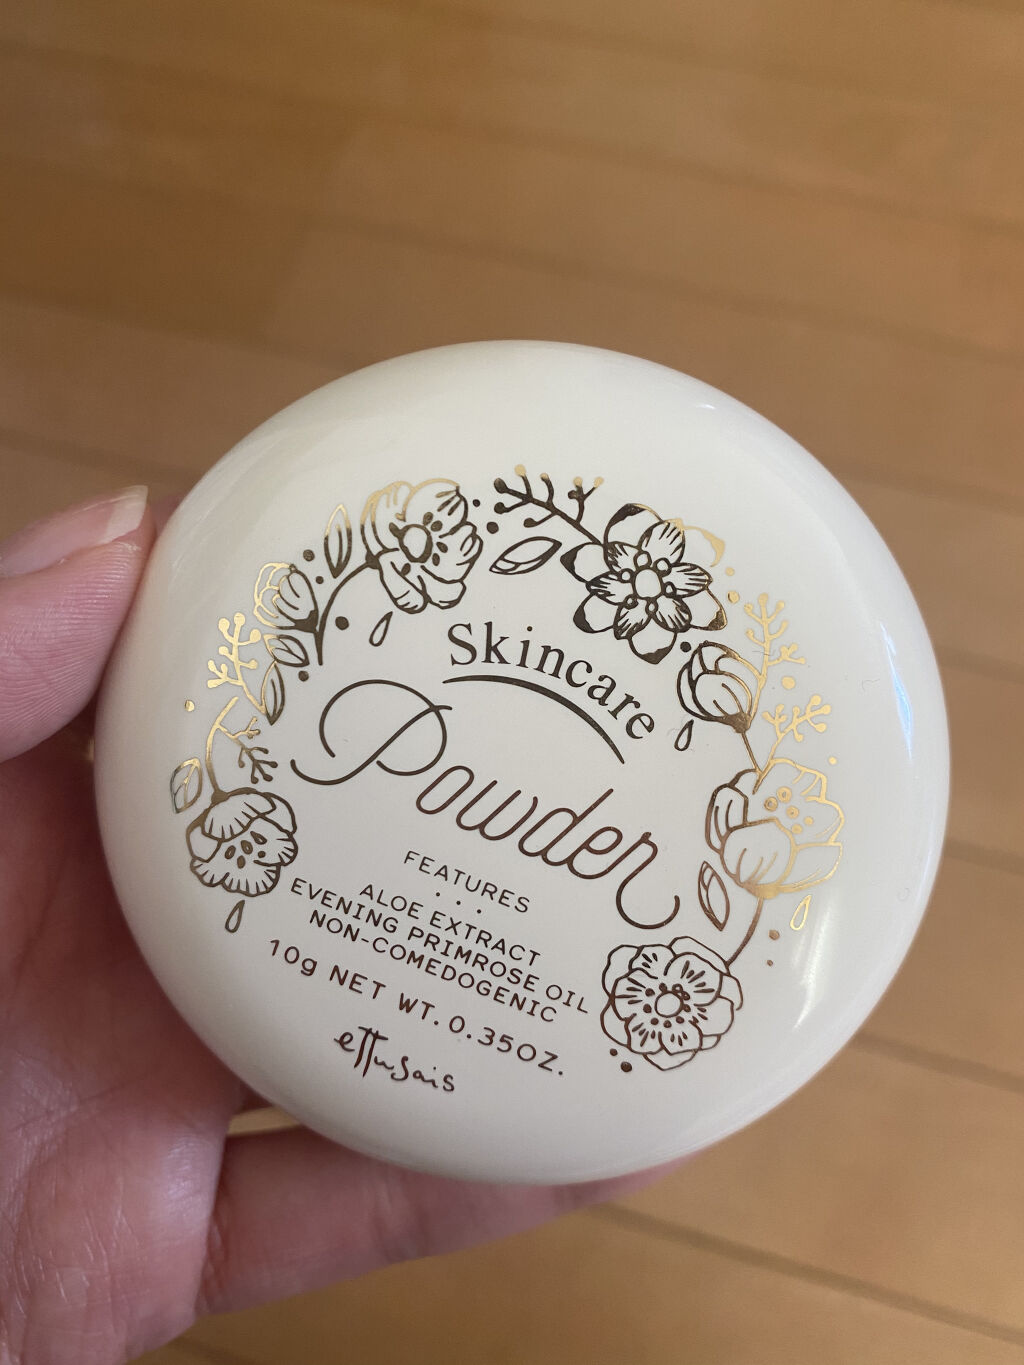 Skincare
Powder
FEATURES
...
ALOE EXTRACT
EVENING PRIMROSE OIL
NON-COMEDOGENIC
10g NET WT. 0.35OZ.
ettusais